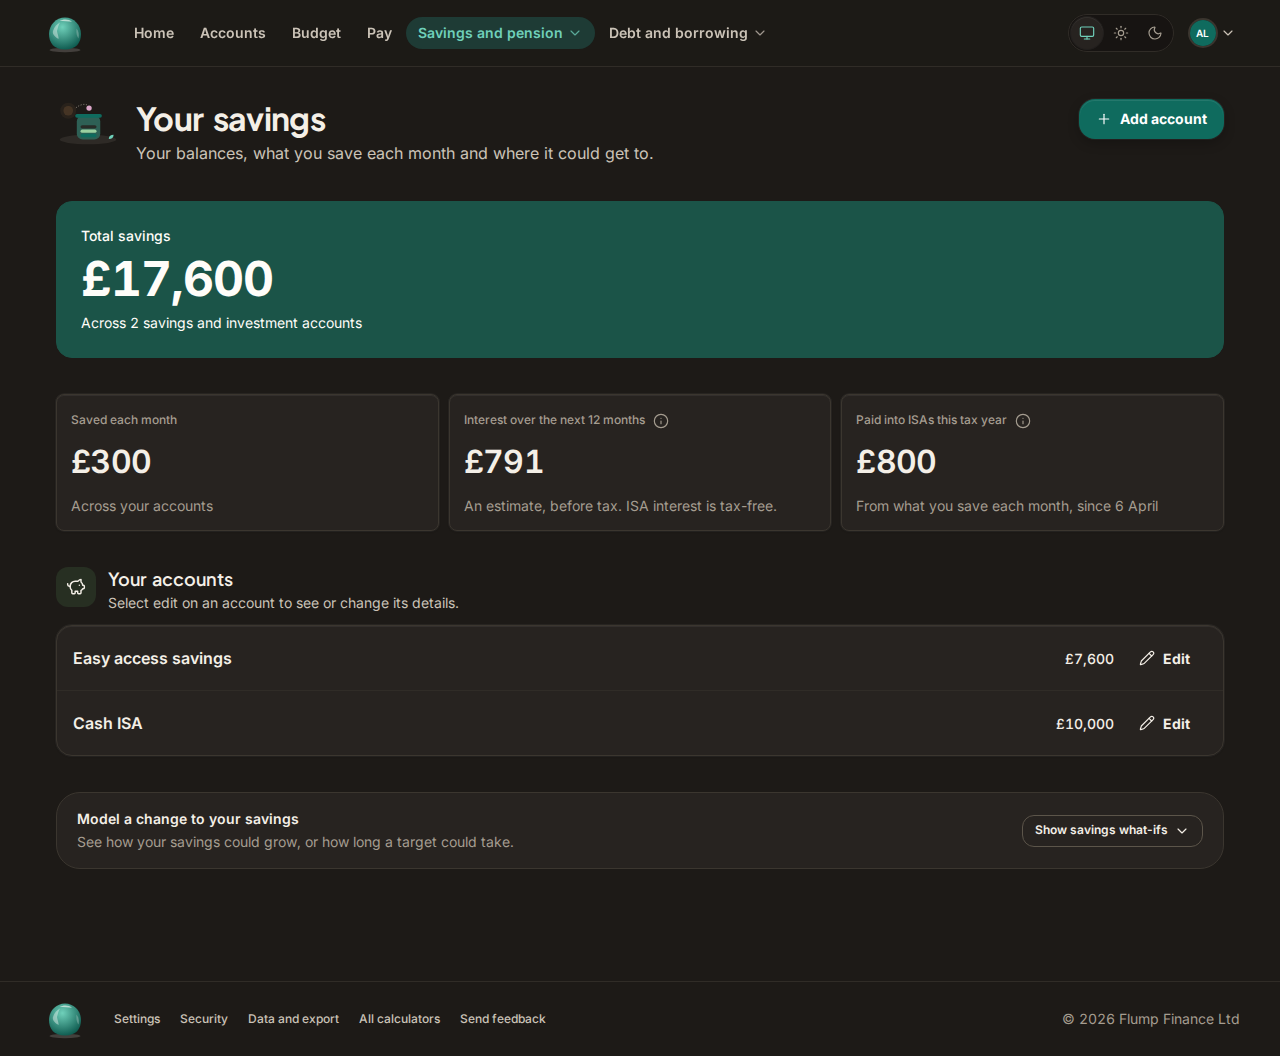 Home
Accounts
Budget
Pay
Savings and pension
Debt and borrowing
AL
Your savings
Your balances, what you save each month and where it could get to.
Add account
Total savings
£17,600
Across 2 savings and investment accounts
Saved each month
£300
Across your accounts
Interest over the next 12 months
£791
An estimate, before tax. ISA interest is tax-free.
Paid into ISAs this tax year
£800
From what you save each month, since 6 April
Your accounts
Select edit on an account to see or change its details.
Easy access savings
£7,600
Edit
Cash ISA
£10,000
Edit
Model a change to your savings
See how your savings could grow, or how long a target could take.
Show savings what-ifs
Settings
Security
Data and export
All calculators
Send feedback
© 2026 Flump Finance Ltd